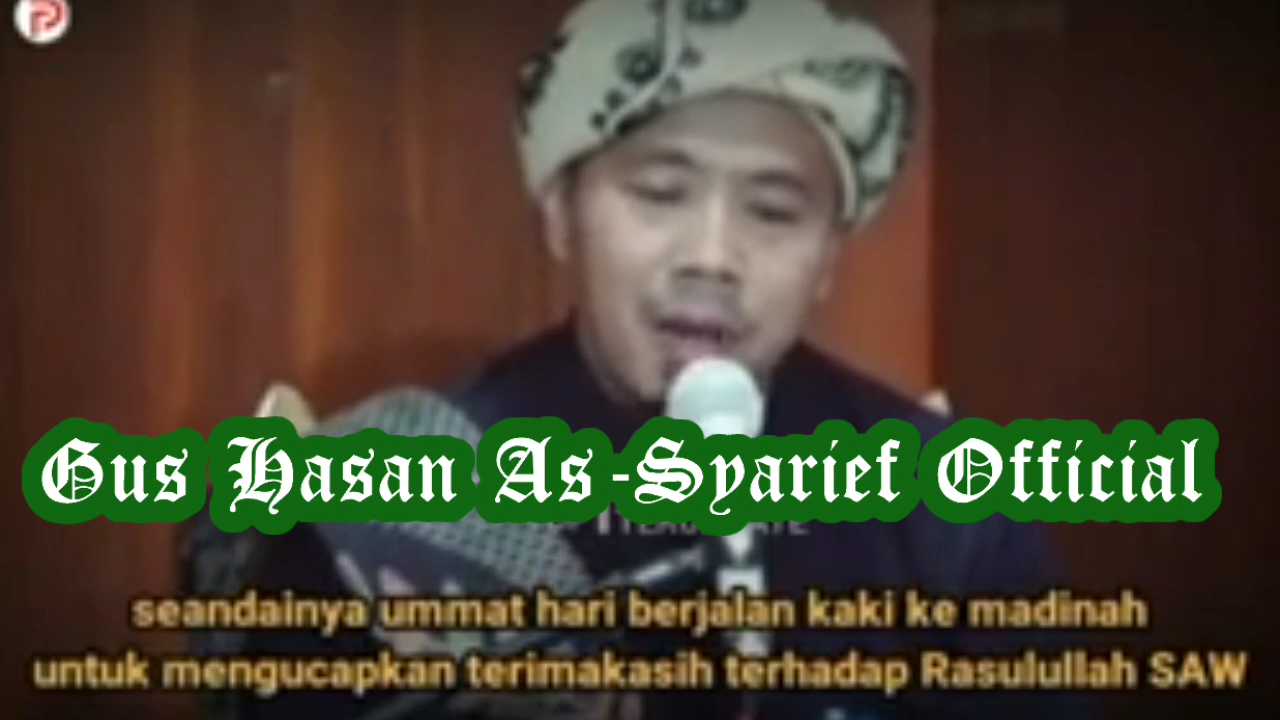 Gus Hasan As-Syarief Official
seandainya ummat hari berjalan kaki ke madinah
untuk mengucapkan terimakasih terhadap Rasulullah SAW